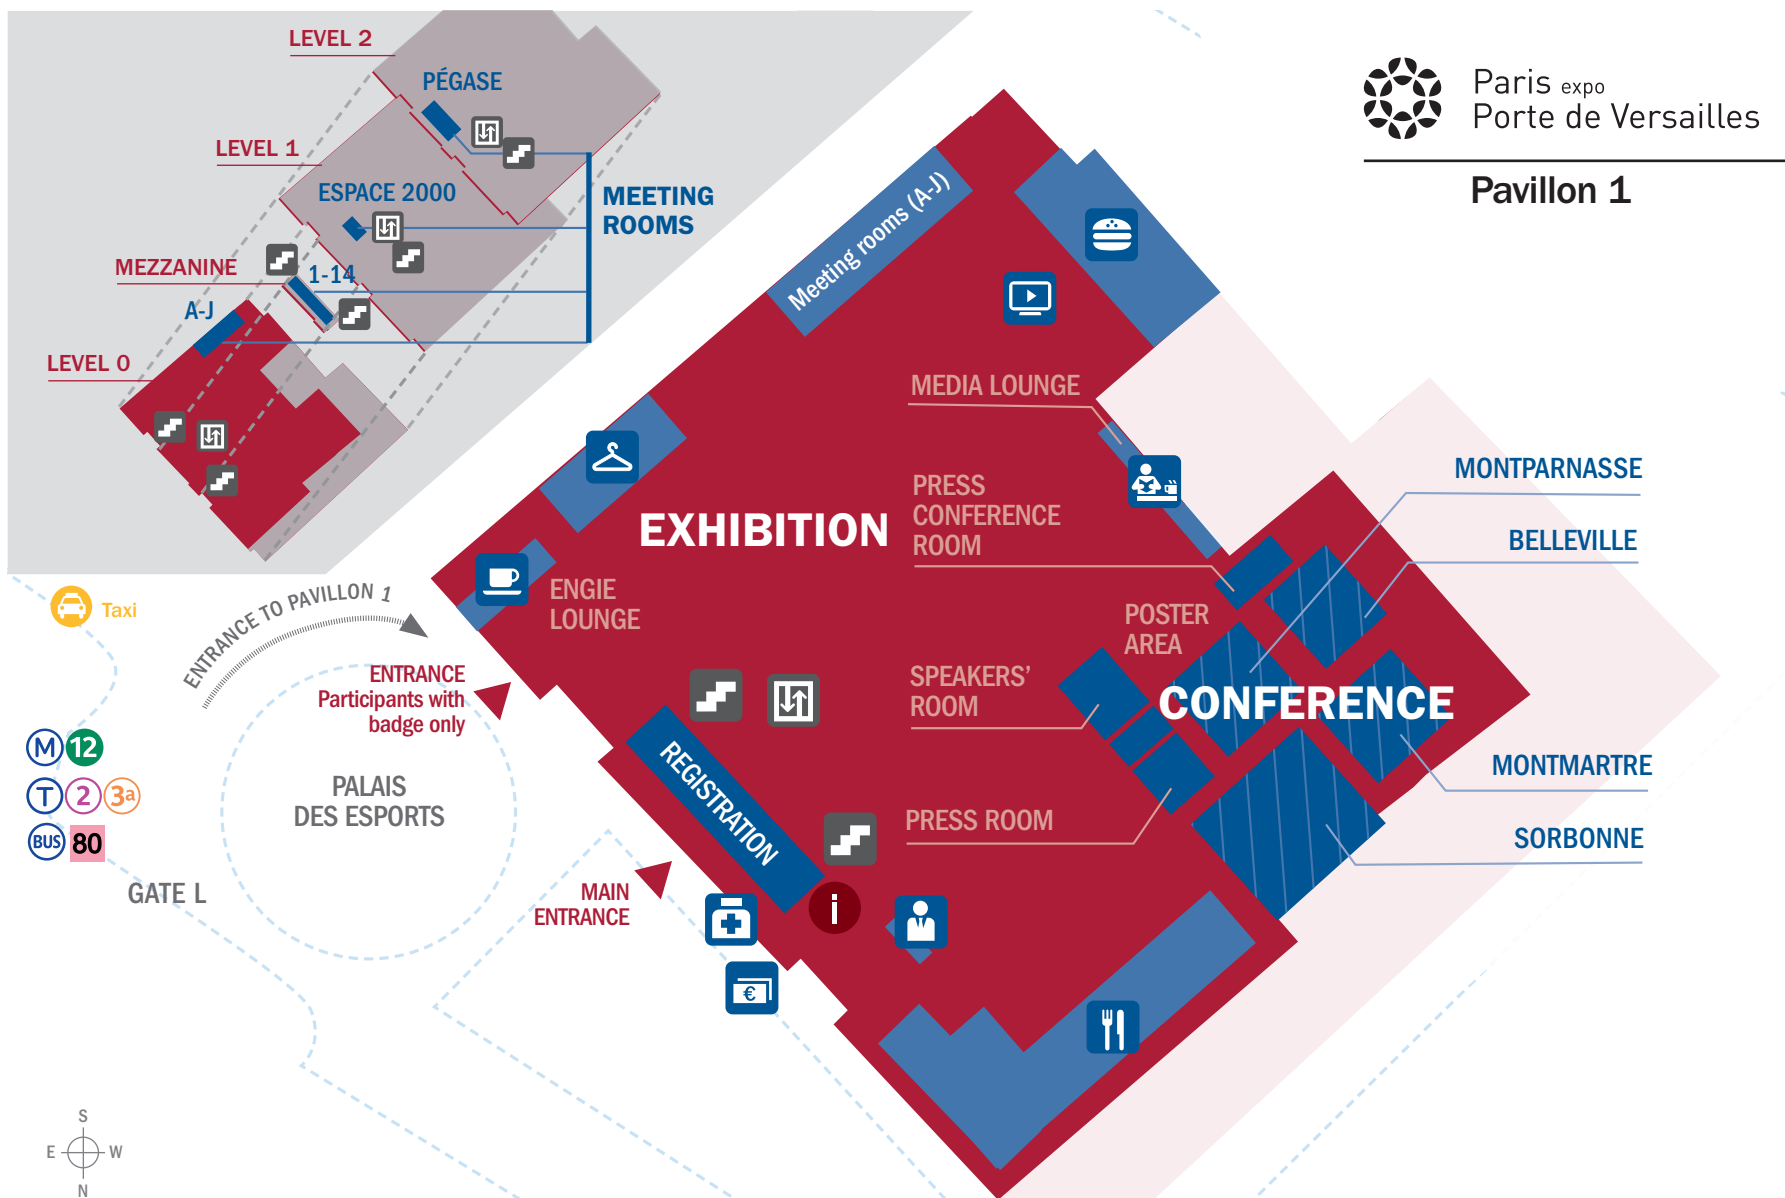 LEVEL 2
PÉGASE
LEVEL 1
ESPACE 2000
MEETING
ROOMS
MEZZANINE
1-14
A-J
LEVEL 0
Paris expo
Porte de Versailles
Pavillon 1
Meeting rooms (A-J)
MEDIA LOUNGE
MONTPARNASSE
PRESS
CONFERENCE
ROOM
EXHIBITION
BELLEVILLE
ENGIE
LOUNGE
POSTER
AREA
Taxi
ENTRANCE TO PAVILLON 1
ENTRANCE
Participants with
badge only
SPEAKERS'
ROOM
CONFERENCE
M 12
T 2 3a
BUS 80
PALAIS
DES ESPORTS
REGISTRATION
MONTMARTRE
PRESS ROOM
SORBONNE
GATE L
MAIN
ENTRANCE
i
€
S
E W
N